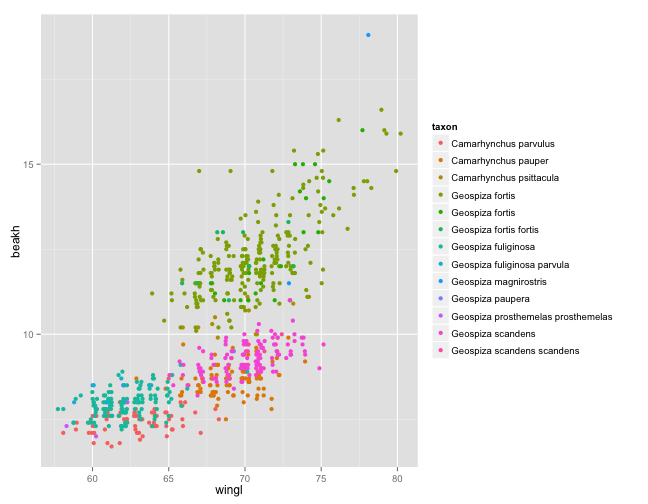 beakh
15
10
60
65
70
75
80
wingl
taxon
Camarhynchus parvulus
Camarhynchus pauper
Camarhynchus psittacula
Geospiza fortis
Geospiza fortis
Geospiza fortis fortis
Geospiza fuliginosa
Geospiza fuliginosa parvula
Geospiza magnirostris
Geospiza paupera
Geospiza prosthemelas prosthemelas
Geospiza scandens
Geospiza scandens scandens